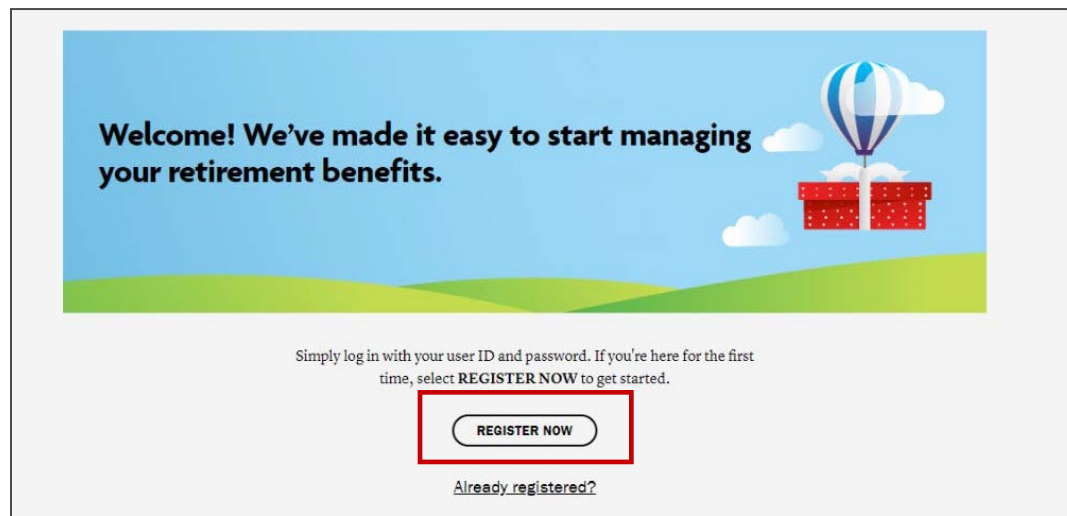 Welcome! We've made it easy to start managing
your retirement benefits.
Simply log in with your user ID and password. If you're here for the first
time, select REGISTER NOW to get started.
REGISTER NOW
Already registered?